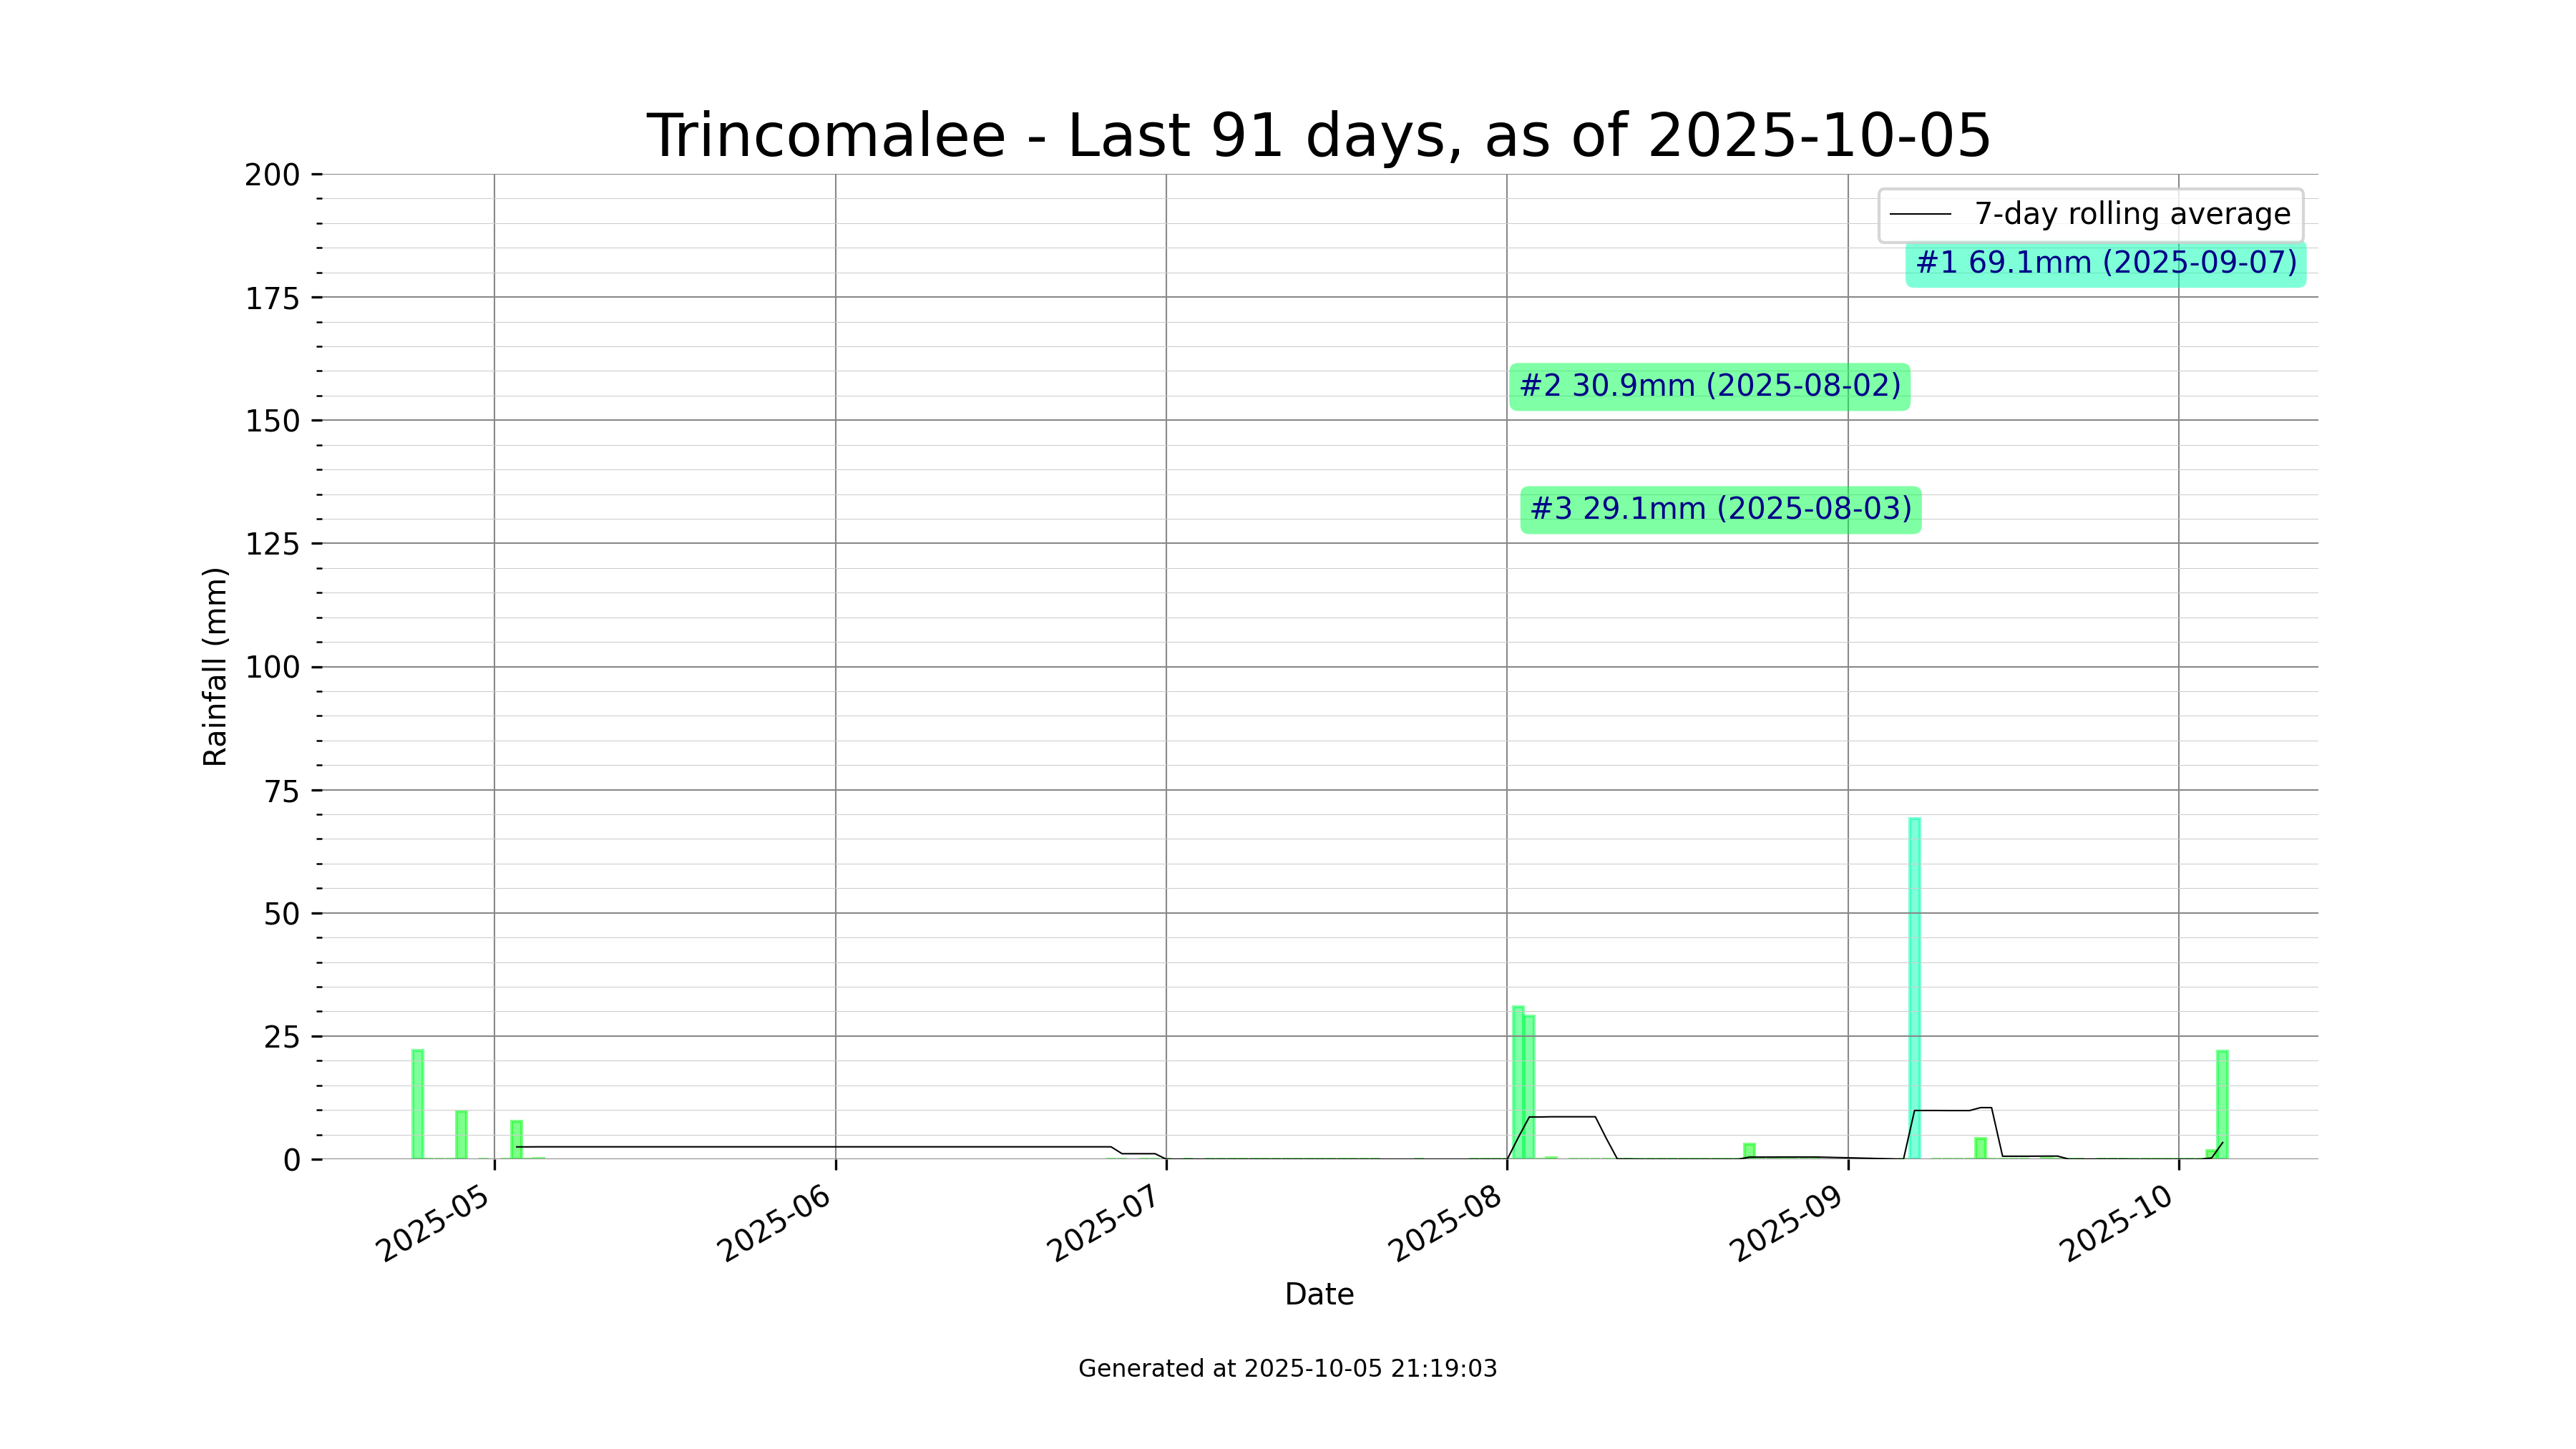 Trincomalee - Last 91 days, as of 2025-10-05
200
175
150
125
100
75
50
25
0
Rainfall (mm)
7-day rolling average
#1 69.1mm (2025-09-07)
#2 30.9mm (2025-08-02)
#3 29.1mm (2025-08-03)
2025-05
2025-06
2025-07
2025-08
2025-09
2025-10
Date
Generated at 2025-10-05 21:19:03